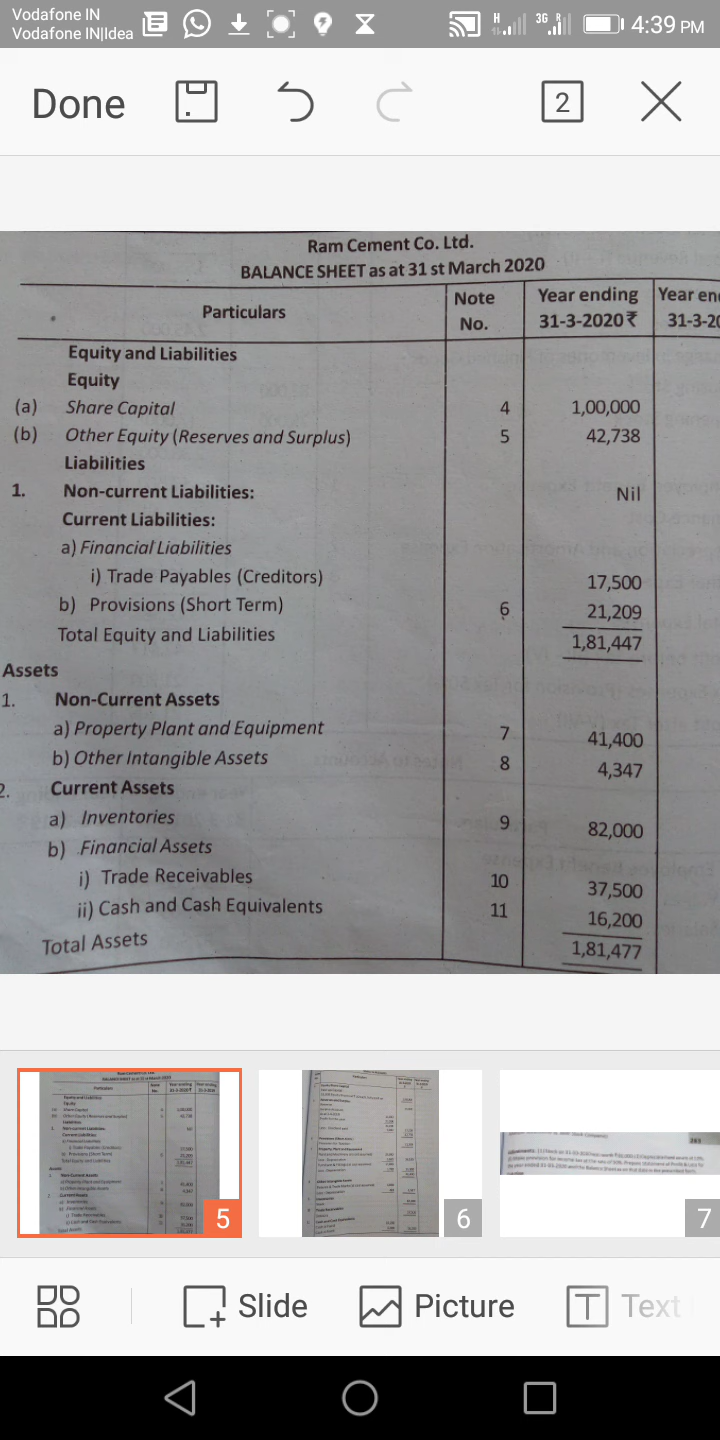 Vodafone IN
Vodafone IN|Idea
H 3G R 4:39 PM
Done 2
Ram Cement Co. Ltd.
BALANCE SHEET as at 31 st March 2020
Particulars Note No. Year ending 31-3-2020 ₹ Year en 31-3-20
Equity and Liabilities
Equity
(a) Share Capital 4 1,00,000
(b) Other Equity (Reserves and Surplus) 5 42,738
Liabilities
1. Non-current Liabilities: Nil
Current Liabilities:
a) Financial Liabilities
i) Trade Payables (Creditors) 17,500
b) Provisions (Short Term) 6 21,209
Total Equity and Liabilities 1,81,447
Assets
1. Non-Current Assets
a) Property Plant and Equipment 7 41,400
b) Other Intangible Assets 8 4,347
2. Current Assets
a) Inventories 9 82,000
b) Financial Assets
i) Trade Receivables 10 37,500
ii) Cash and Cash Equivalents 11 16,200
Total Assets 1,81,477
5 6 7
Slide Picture Text